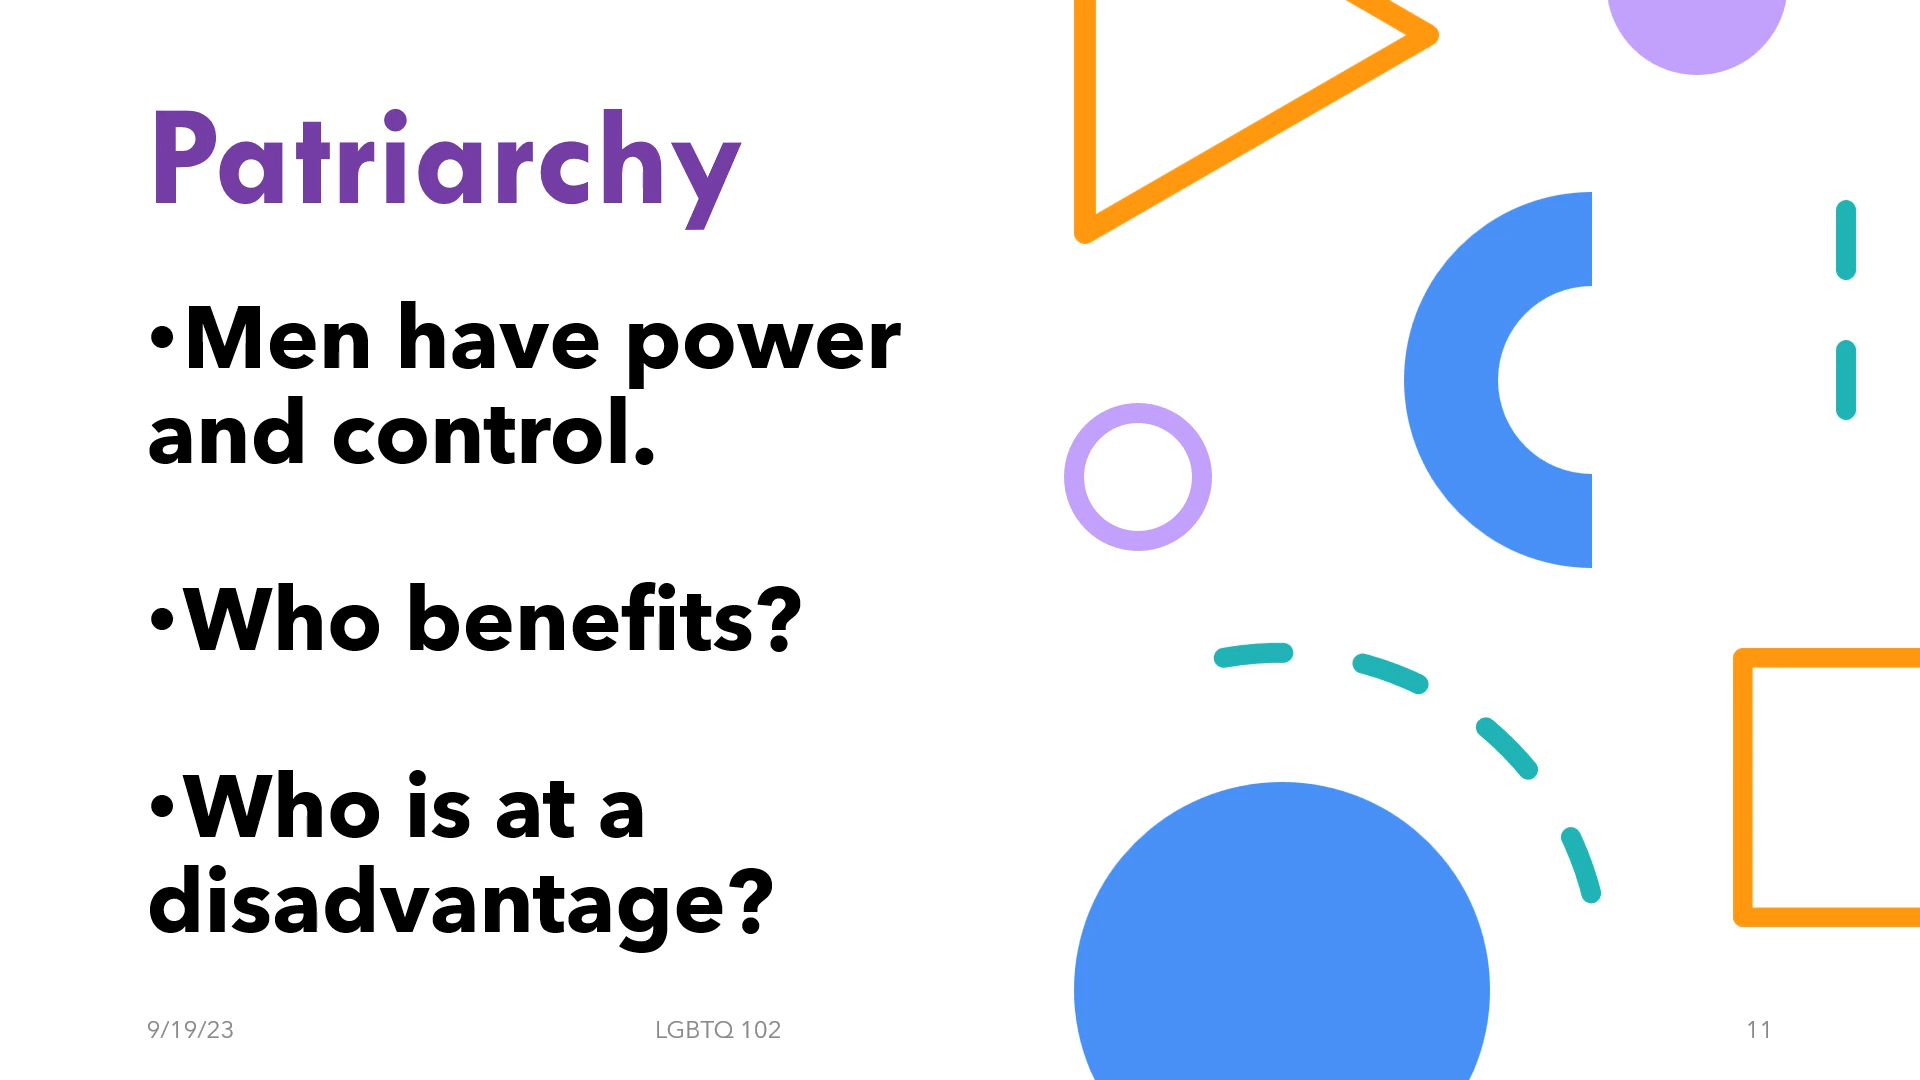 Patriarchy
•Men have power
and control.
•Who benefits?
•Who is at a
disadvantage?
9/19/23
LGBTQ 102
11